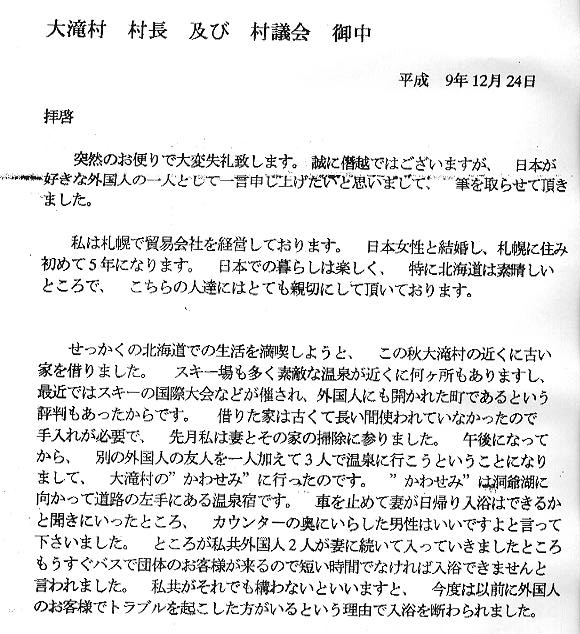 大滝村　村長　及び　村議会　御中
平成　9年12月24日
拝啓
突然のお便りで大変失礼致します。誠に僭越ではございますが、　日本が
好きな外国人の一人として一言申し上げたいと思いまして、　筆を取らせて頂き
ました。
私は札幌で貿易会社を経営しております。　日本女性と結婚し、札幌に住み
初めて5年になります。　日本での暮らしは楽しく、　特に北海道は素晴しい
ところで、　こちらの人達にはとても親切にして頂いております。
せっかくの北海道での生活を満喫しようと、　この秋大滝村の近くに古い
家を借りました。　スキー場も多く素敵な温泉が近くに何ヶ所もありますし、
最近ではスキーの国際大会などが催され、外国人にも開かれた町であるという
評判もあったからです。　借りた家は古くて長い間使われていなかったので
手入れが必要で、　先月私は妻とその家の掃除に参りました。　午後になって
から、　別の外国人の友人を一人加えて3人で温泉に行こうということになり
まして、　大滝村の”かわせみ”に行ったのです。　”かわせみ”は洞爺湖に
向かって道路の左手にある温泉宿です。　車を止めて妻が日帰り入浴はできるか
と聞きにいったところ、　カウンターの奥にいらした男性はいいですよと言って
下さいました。　ところが私共外国人2人が妻に続いて入っていきましたところ
もうすぐバスで団体のお客様が来るので短い時間でなければ入浴できませんと
言われました。　私共がそれでも構わないといいますと、　今度は以前に外国人
のお客様でトラブルを起こした方がいるという理由で入浴を断わられました。